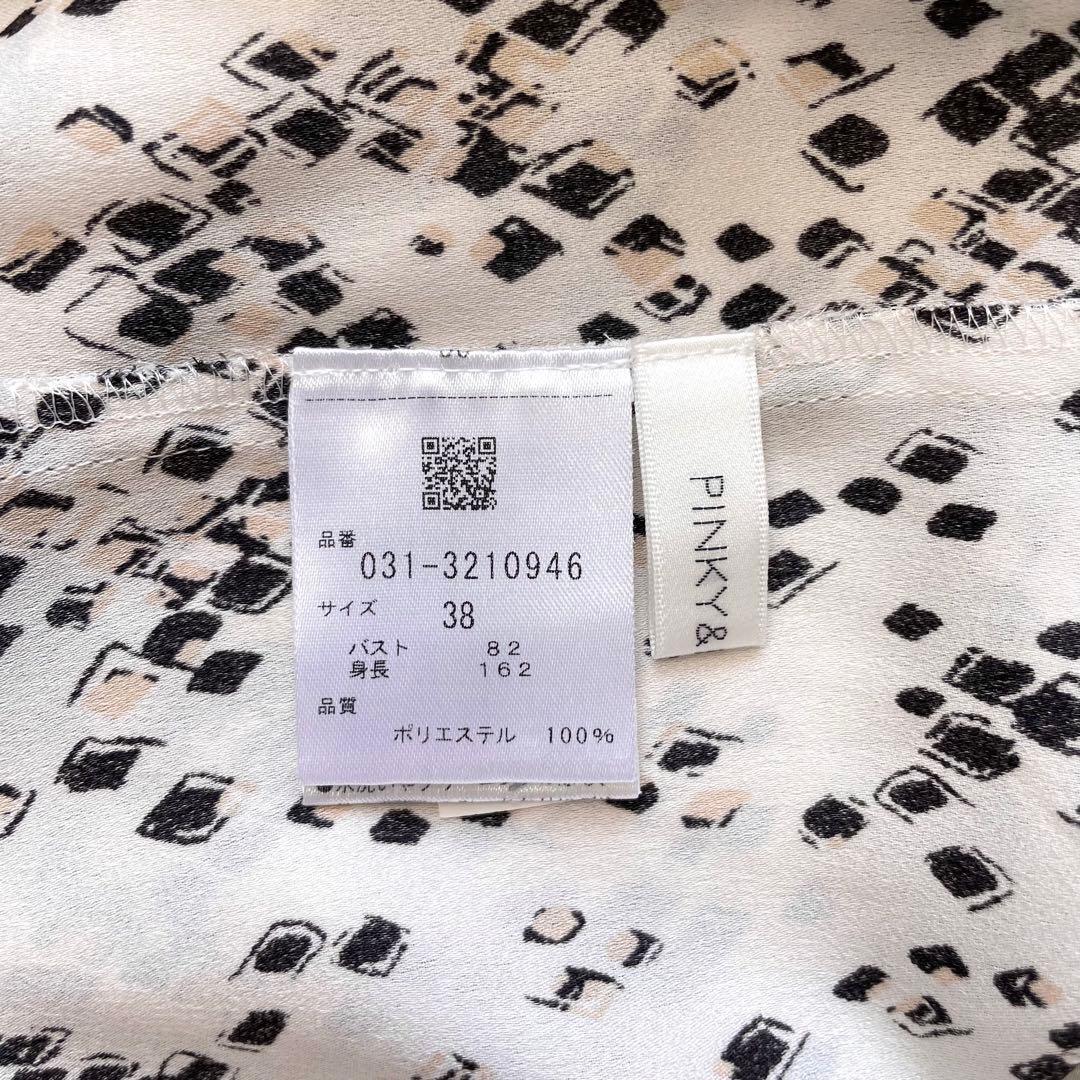 品番
031-3210946
サイズ 38
バスト 82
身長 162
品質
ポリエステル 100%
PINKY &